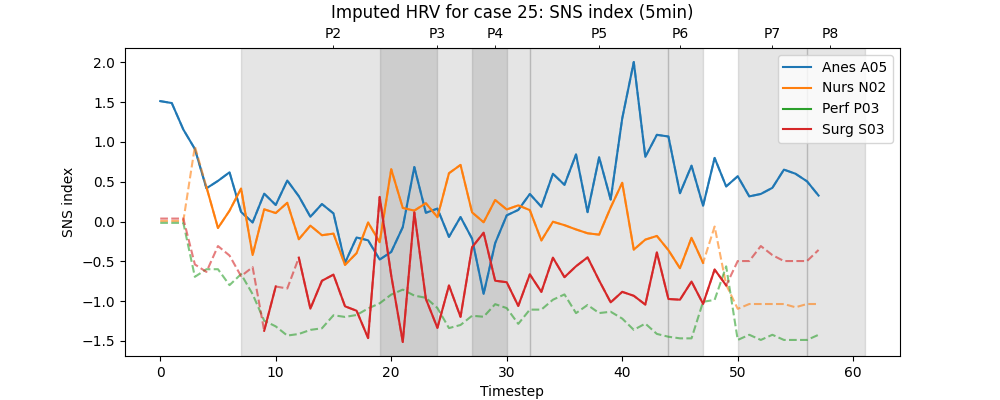 Imputed HRV for case 25: SNS index (5min)
P2 P3 P4 P5 P6 P7 P8
2.0
1.5
1.0
0.5
0.0
−0.5
−1.0
−1.5
SNS index
Anes A05
Nurs N02
Perf P03
Surg S03
0 10 20 30 40 50 60
Timestep